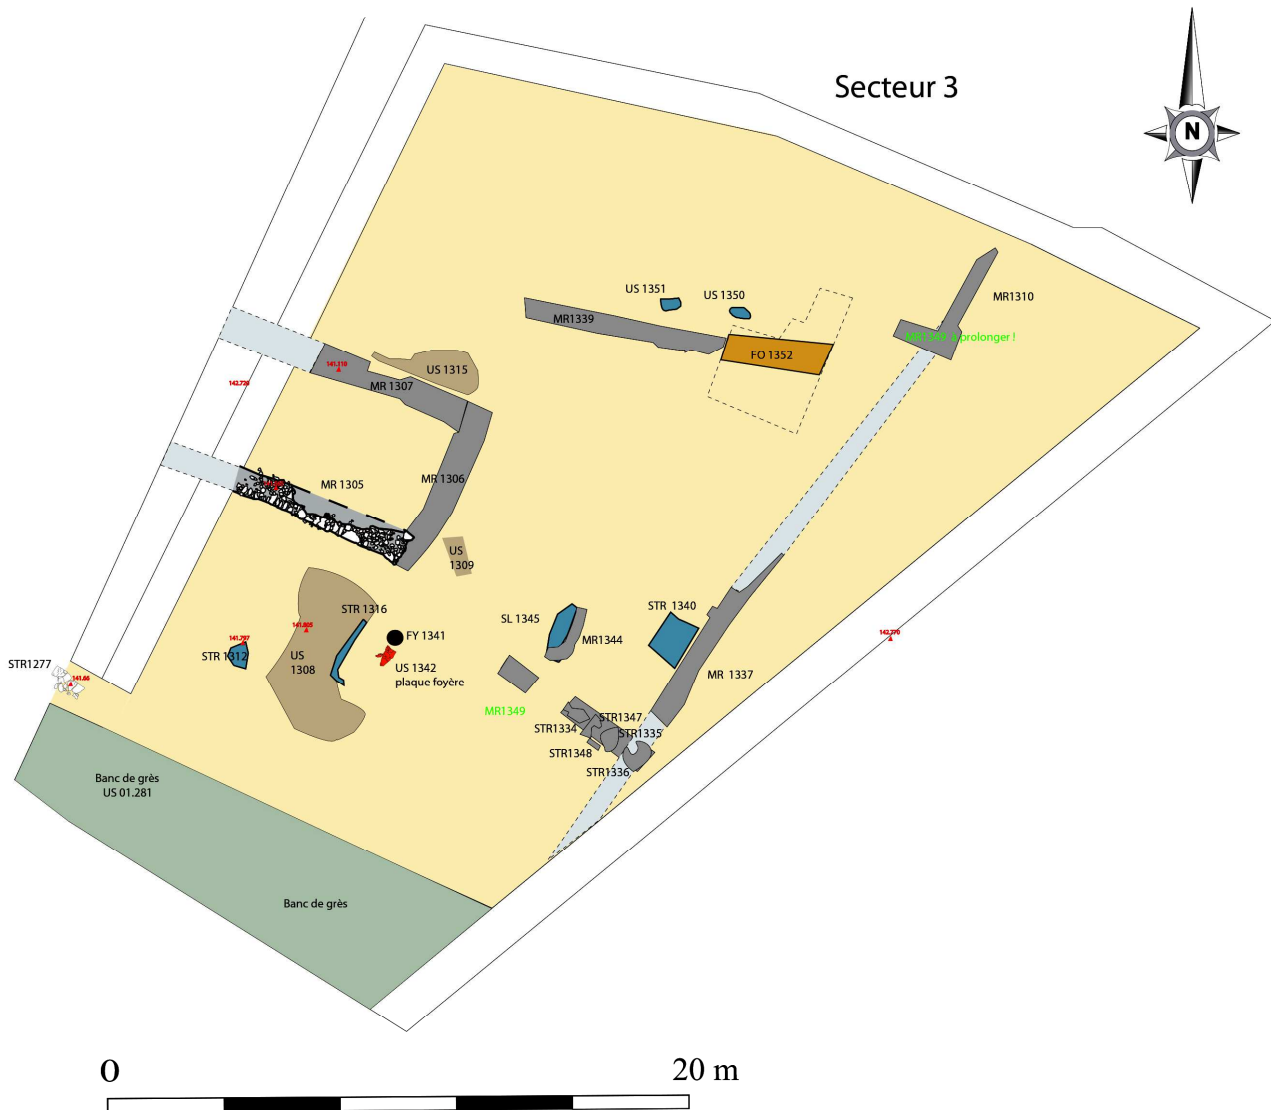 Secteur 3
N
MR1310
US 1351
US 1350
MR1339
MR1349 à prolonger !
FO 1352
141.118
US 1315
142.728
MR 1307
MR 1305
MR 1306
US
1309
STR 1316
SL 1345
STR 1340
141.805
FY 1341
142.770
141.797
MR1344
STR 1312
US
1308
STR1277
US 1342
plaque foyère
MR 1337
141.66
MR1349
STR1347
STR1334
STR1335
STR1348
STR1336
Banc de grès
US 01.281
Banc de grès
0
20 m